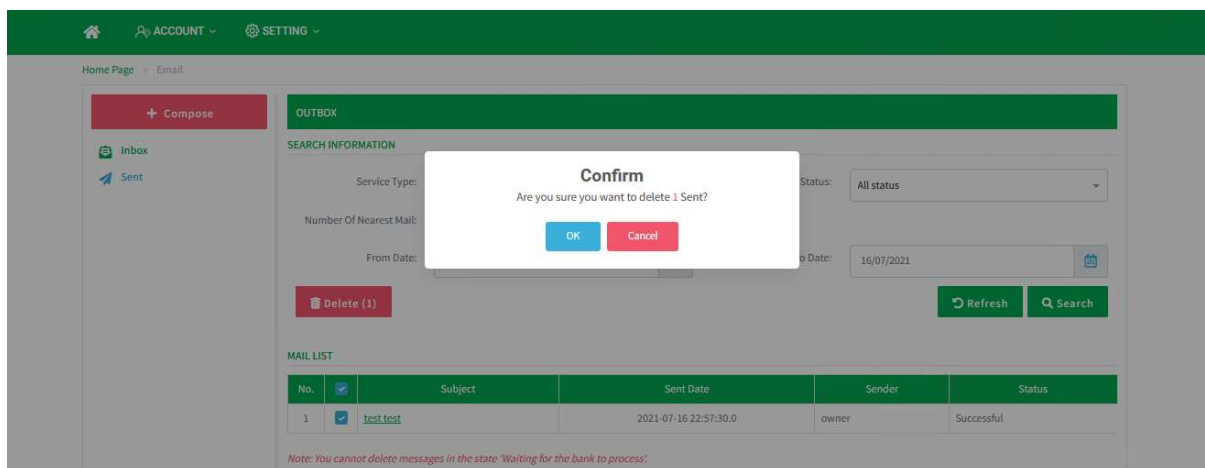 ACCOUNT SETTING
Home Page > Email
+ Compose
Inbox
Sent
OUTBOX
SEARCH INFORMATION
Service Type:
Status: All status
Number Of Nearest Mail:
From Date:
o Date: 16/07/2021
Confirm
Are you sure you want to delete 1 Sent?
OK Cancel
Delete (1)
Refresh Search
MAIL LIST
No. Subject Sent Date Sender Status
1 test test 2021-07-16 22:57:30.0 owner Successful
Note: You cannot delete messages in the state 'Waiting for the bank to process'.